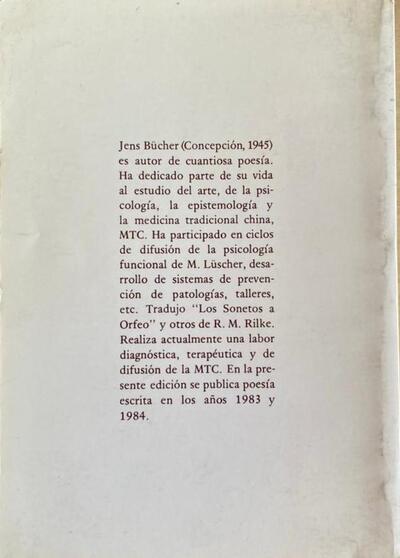 Jens Bücher (Concepción, 1945)
es autor de cuantiosa poesía.
Ha dedicado parte de su vida
al estudio del arte, de la psi-
cología, la epistemología y
la medicina tradicional china,
MTC. Ha participado en ciclos
de difusión de la psicología
funcional de M. Lüscher, desa-
rrollo de sistemas de preven-
ción de patologías, talleres,
etc. Tradujo "Los Sonetos a
Orfeo" y otros de R. M. Rilke.
Realiza actualmente una labor
diagnóstica, terapéutica y de
difusión de la MTC. En la pre-
sente edición se publica poesía
escrita en los años 1983 y
1984.